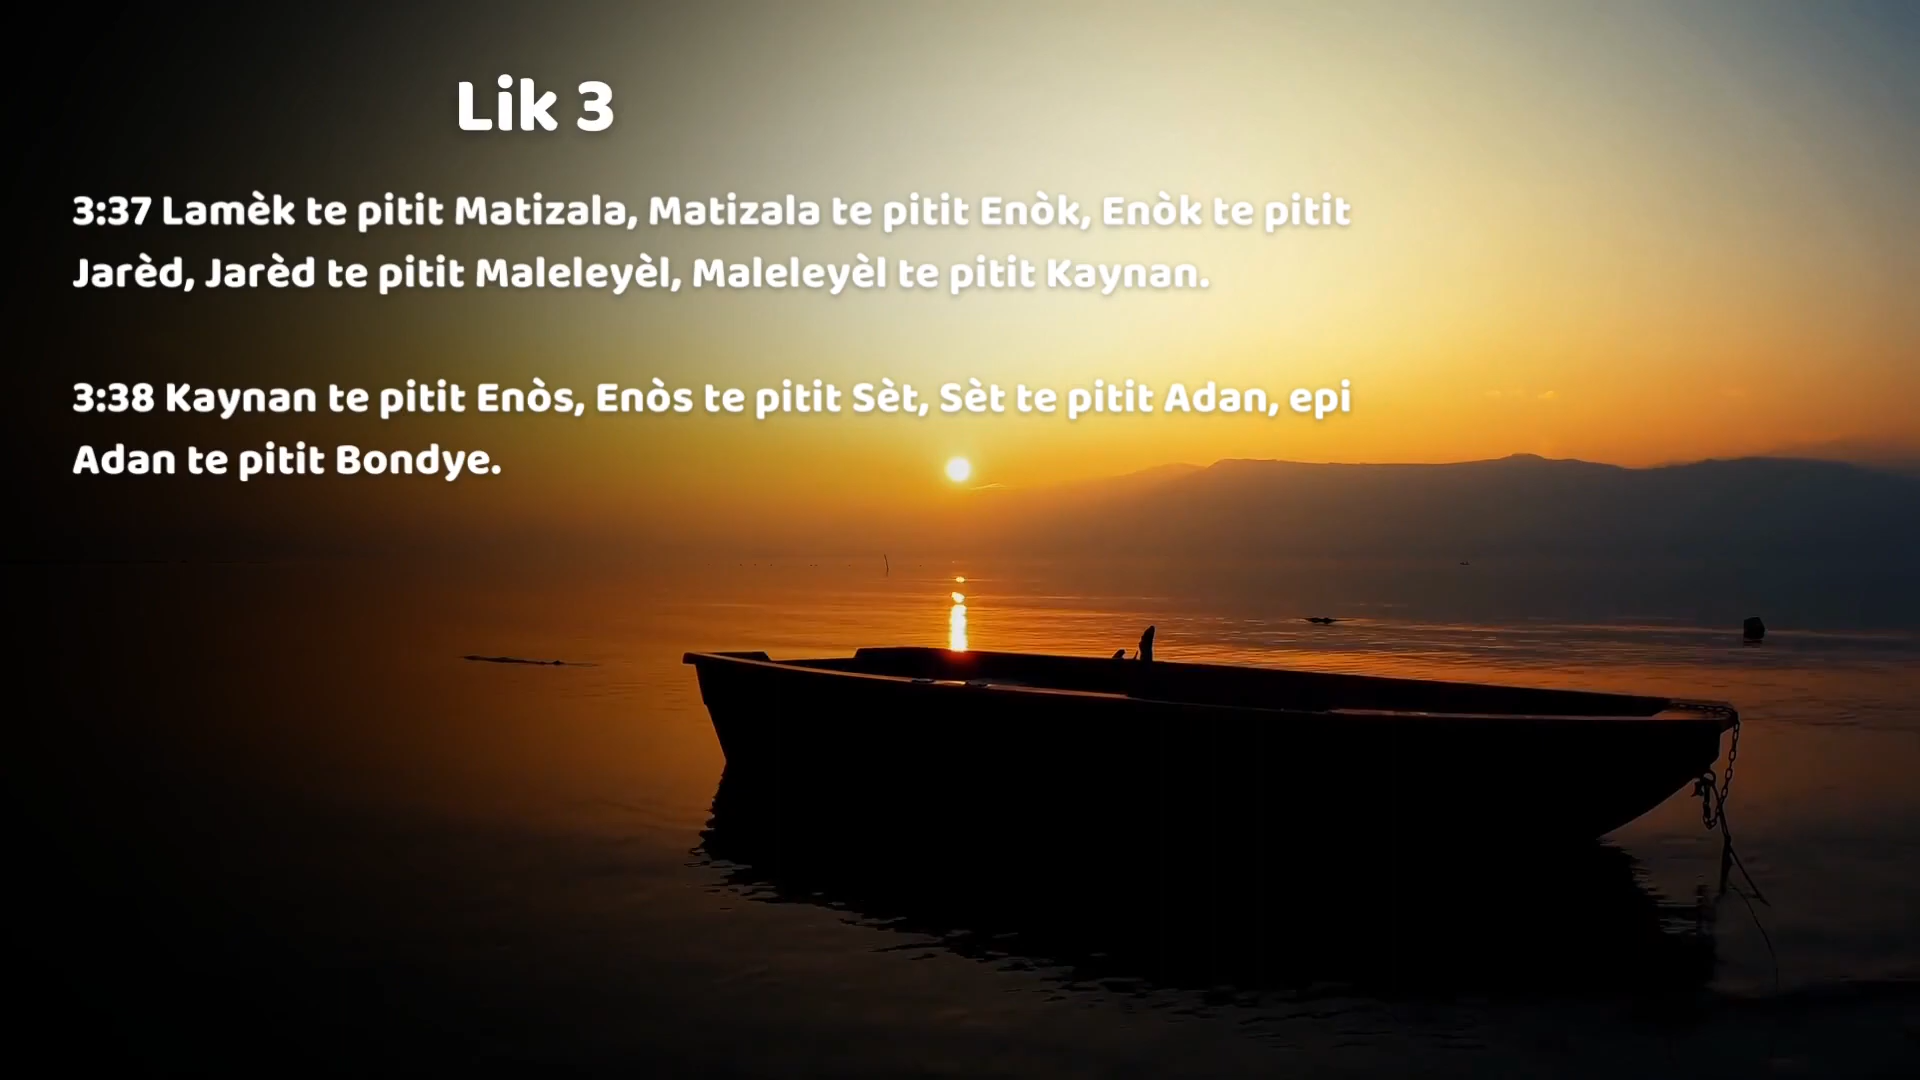 Lik 3
3:37 Lamèk te pitit Matizala, Matizala te pitit Enòk, Enòk te pitit
Jarèd, Jarèd te pitit Maleleyèl, Maleleyèl te pitit Kaynan.
3:38 Kaynan te pitit Enòs, Enòs te pitit Sèt, Sèt te pitit Adan, epi
Adan te pitit Bondye.